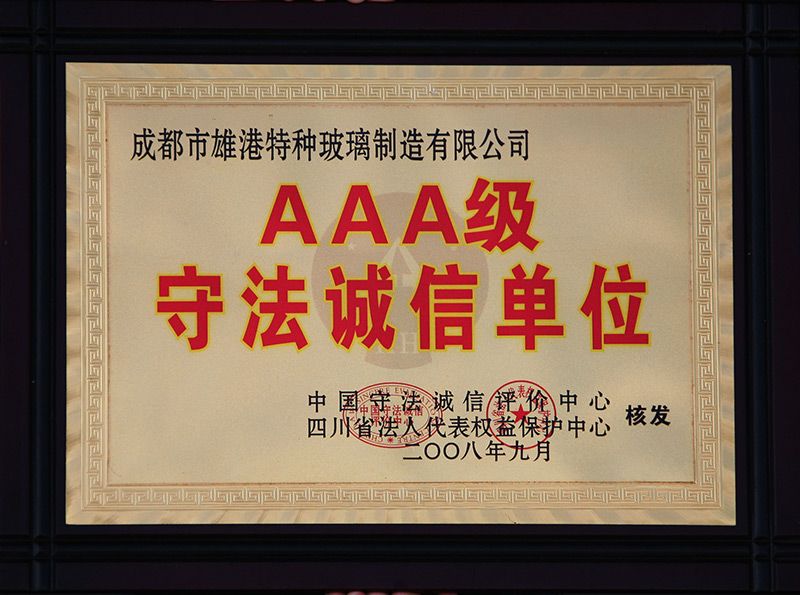 成都市雄港特种玻璃制造有限公司
AAA级
守法诚信单位
中国守法诚信评价中心
四川省法人代表权益保护中心
核发
二〇〇八年九月